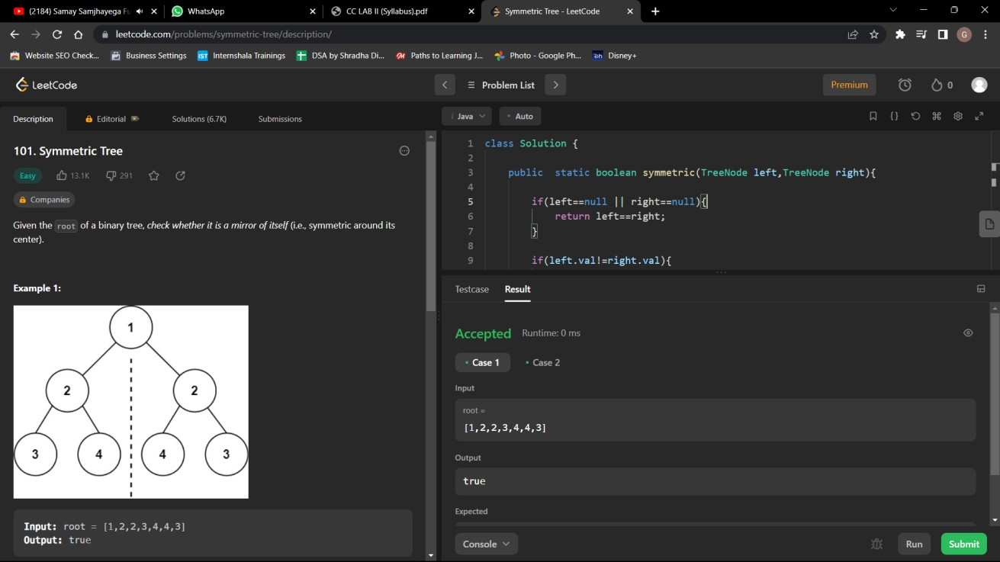 (2184) Samay Samjhayega Fu
WhatsApp
CC LAB II (Syllabus).pdf
Symmetric Tree - LeetCode
leetcode.com/problems/symmetric-tree/description/
G
Website SEO Check...
Business Settings
IST Internshala Trainings
DSA by Shradha Di...
Paths to Learning J...
Photo - Google Ph...
Disney+
LeetCode
Problem List
Premium
0
Description
Editorial
Solutions (6.7K)
Submissions
i Java
• Auto
101. Symmetric Tree
Easy
13.1K
291
Companies
Given the root of a binary tree, check whether it is a mirror of itself (i.e., symmetric around its
center).
Example 1:
1
2 2
3 4 4 3
Input: root = [1,2,2,3,4,4,3]
Output: true
1 class Solution {
2
3 public static boolean symmetric(TreeNode left,TreeNode right){
4
5 if(left==null || right==null){
6 return left==right;
7 }
8
9 if(left.val!=right.val){
Testcase
Result
Accepted
Runtime: 0 ms
• Case 1
• Case 2
Input
root =
[1,2,2,3,4,4,3]
Output
true
Expected
Console
Run
Submit